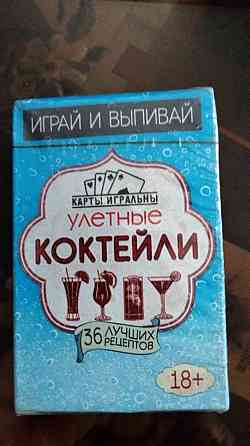 ИГРАЙ И ВЫПИВАЙ
КАРТЫ ИГРАЛЬНЫ
УЛЕТНЫЕ
КОКТЕЙЛИ
36 ЛУЧШИХ
РЕЦЕПТОВ
18+